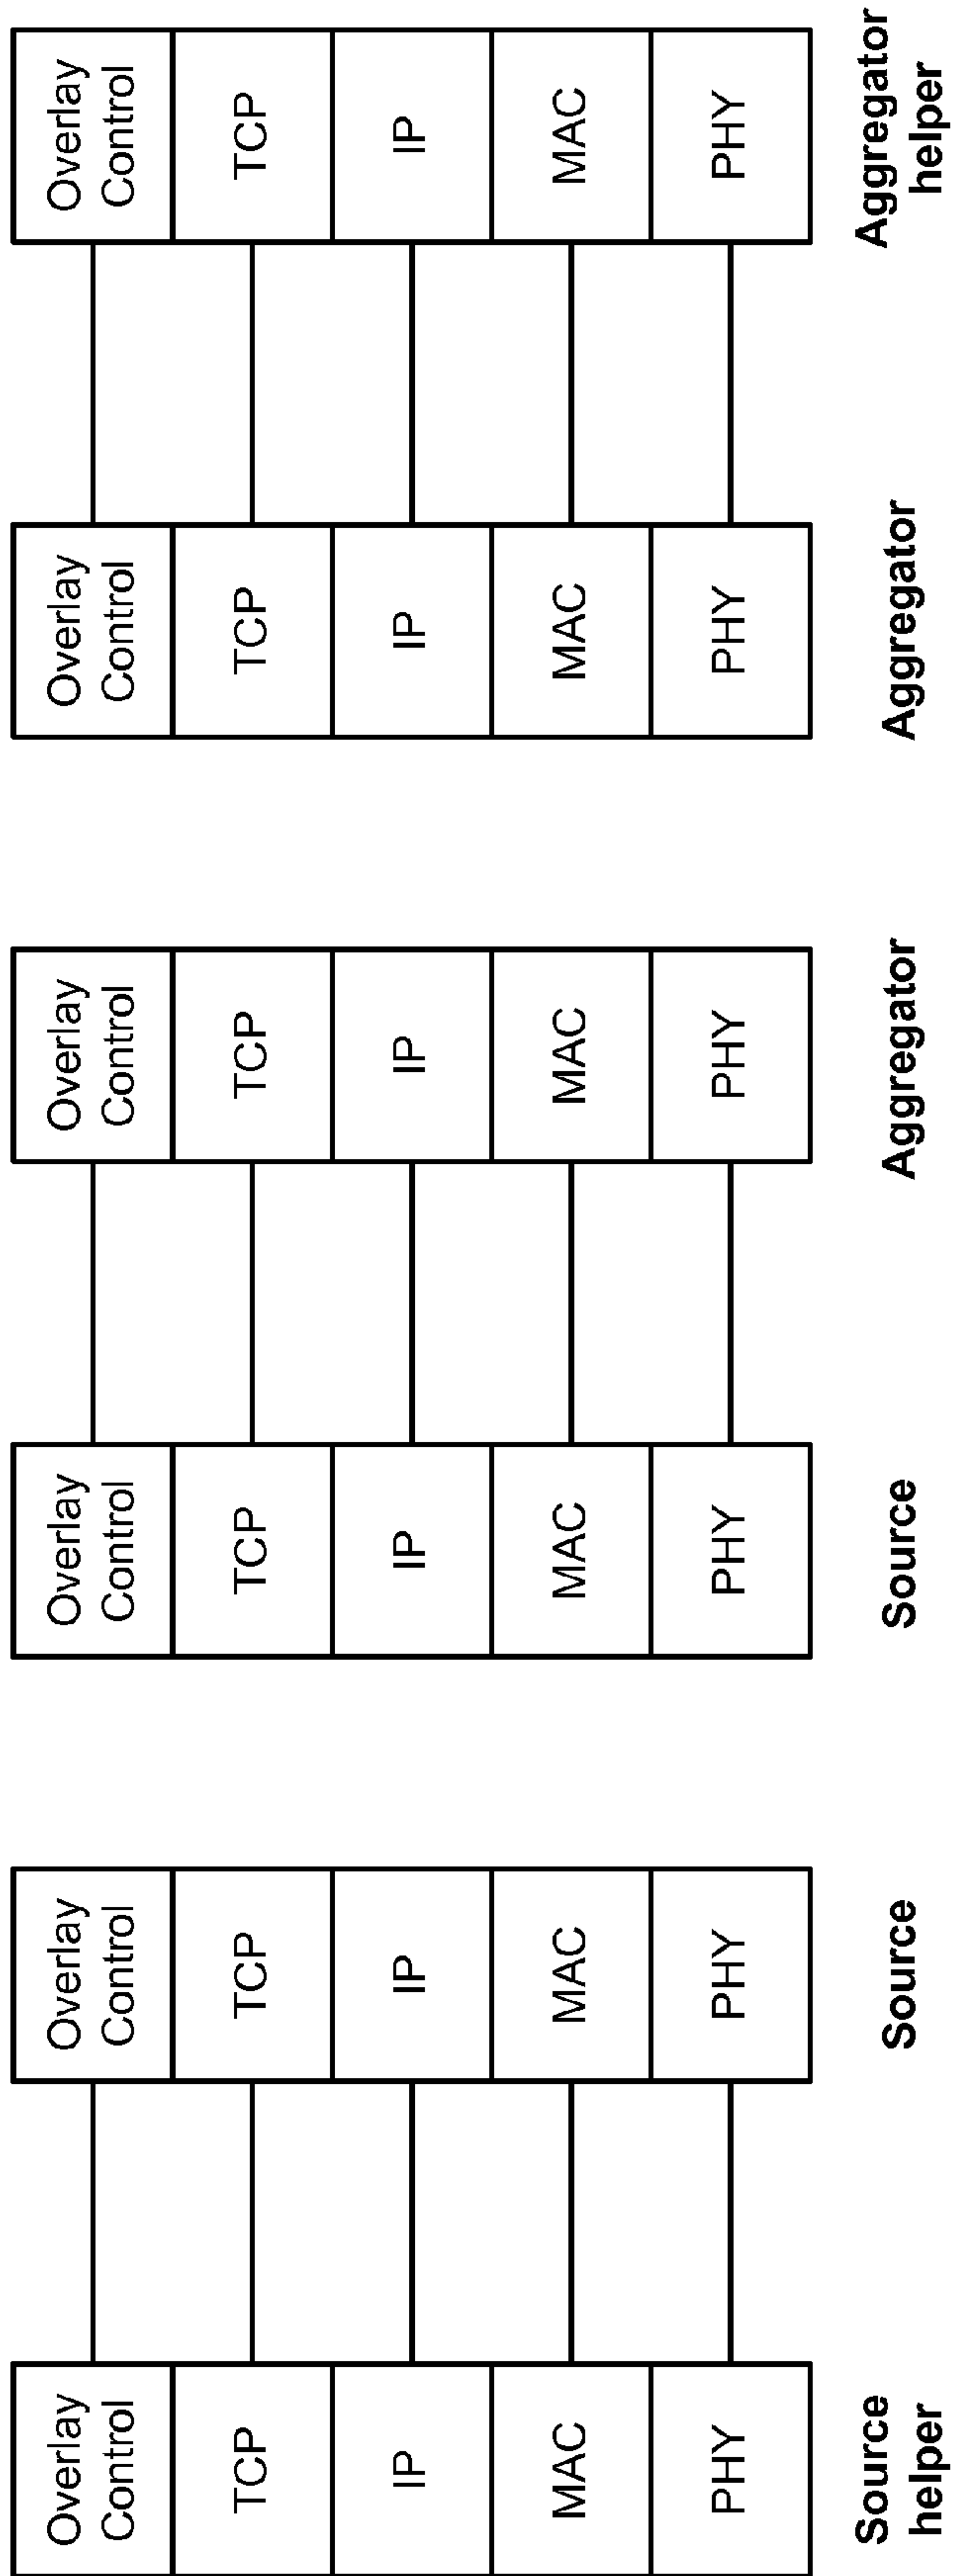 Overlay
Control
TCP
IP
MAC
PHY
Source
helper
Overlay
Control
TCP
IP
MAC
PHY
Source
Overlay
Control
TCP
IP
MAC
PHY
Source
Overlay
Control
TCP
IP
MAC
PHY
Aggregator
Overlay
Control
TCP
IP
MAC
PHY
Aggregator
Overlay
Control
TCP
IP
MAC
PHY
Aggregator
helper